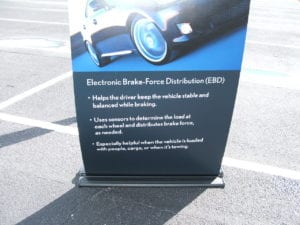 Electronic Brake-Force Distribution (EBD)
• Helps the driver keep the vehicle stable and
balanced while braking.
• Uses sensors to determine the load at
each wheel and distributes brake force,
as needed.
• Especially helpful when the vehicle is loaded
with people, cargo, or when it's towing.